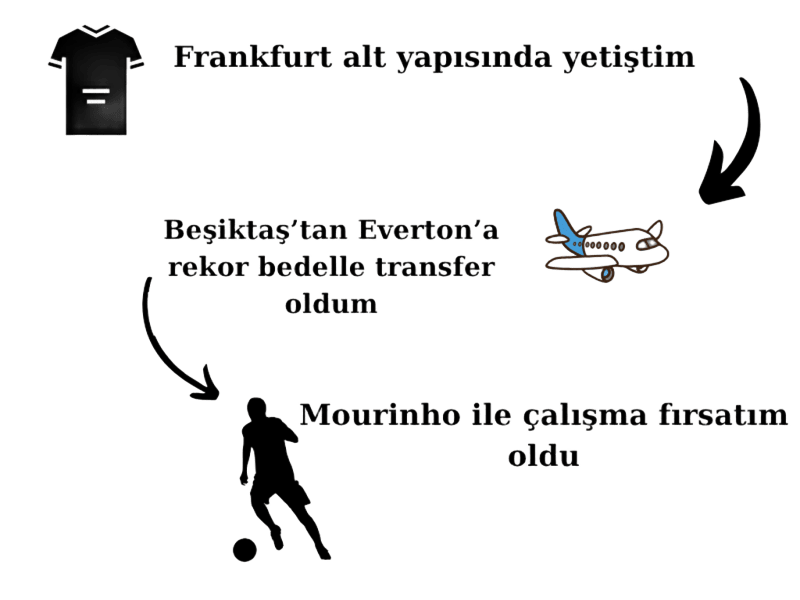 Frankfurt alt yapısında yetiştim
Beşiktaş’tan Everton’a
rekor bedelle transfer
oldum
Mourinho ile çalışma fırsatım
oldu